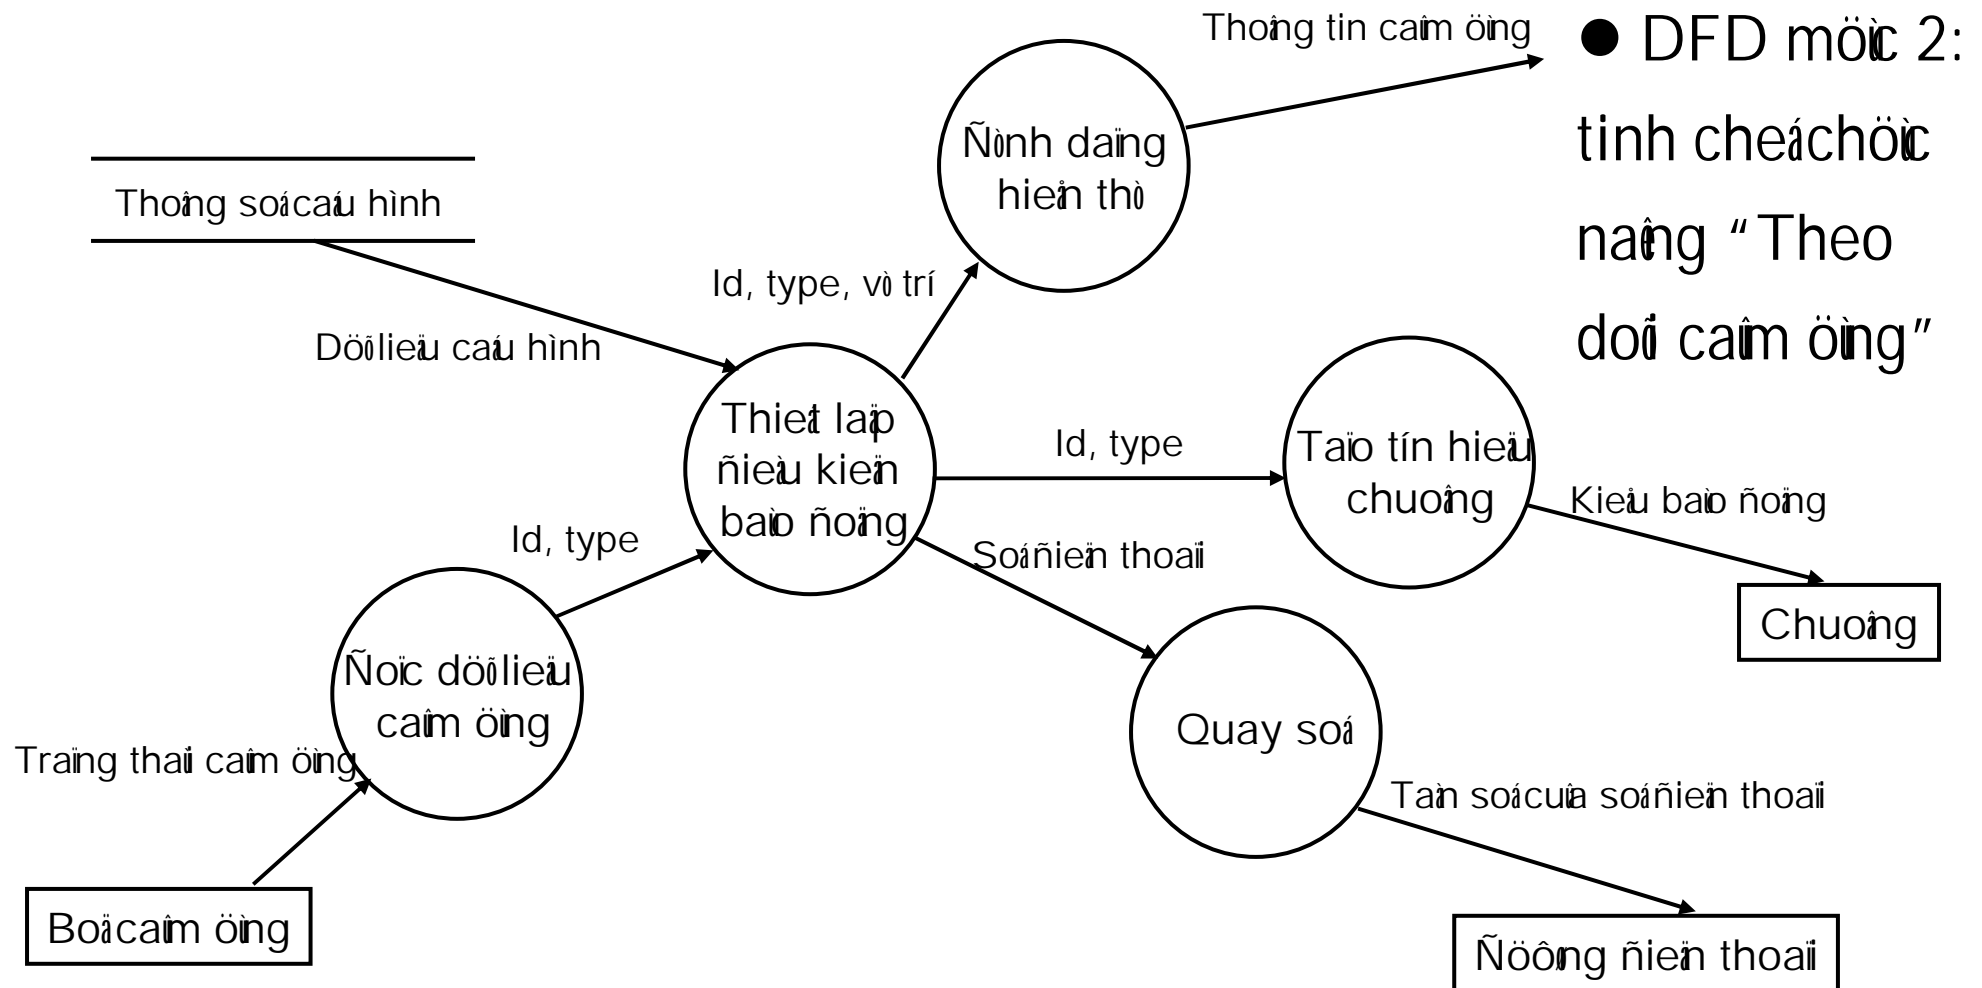 Thoâng tin caûm öùng
● DFD möùc 2:
tinh cheá chöùc
naêng “Theo
doõi caûm öùng”
Ñònh daïng
hieån thò
Thoâng soá caáu hình
Id, type, vò trí
Döõ lieäu caáu hình
Thieát laäp
ñieàu kieän
baùo ñoäng
Id, type
Taïo tín hieäu
chuoâng
Kieåu baùo ñoäng
Id, type
Soá ñieän thoaïi
Chuoâng
Ñoïc döõ lieäu
caûm öùng
Quay soá
Traïng thaùi caûm öùng
Taàn soá cuûa soá ñieän thoaïi
Boä caûm öùng
Ñöôøng ñieän thoaïi